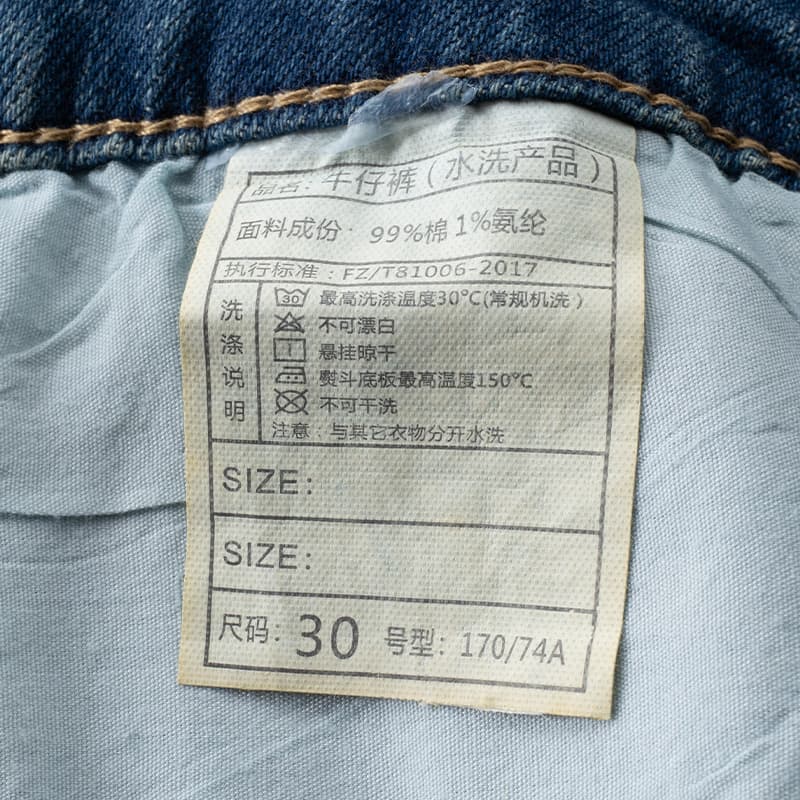 品名：牛仔裤(水洗产品)
面料成份：99%棉 1%氨纶
执行标准：FZ/T81006-2017
洗涤说明
30 最高洗涤温度30℃(常规机洗)
不可漂白
悬挂晾干
熨斗底板最高温度150℃
不可干洗
注意：与其它衣物分开水洗
SIZE:
SIZE:
尺码: 30 号型: 170/74A